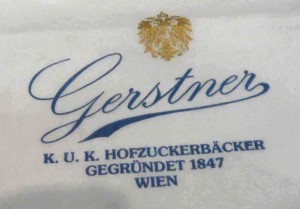 Gerstner
K. U. K. HOFZUCKERBÄCKER
GEGRÜNDET 1847
WIEN